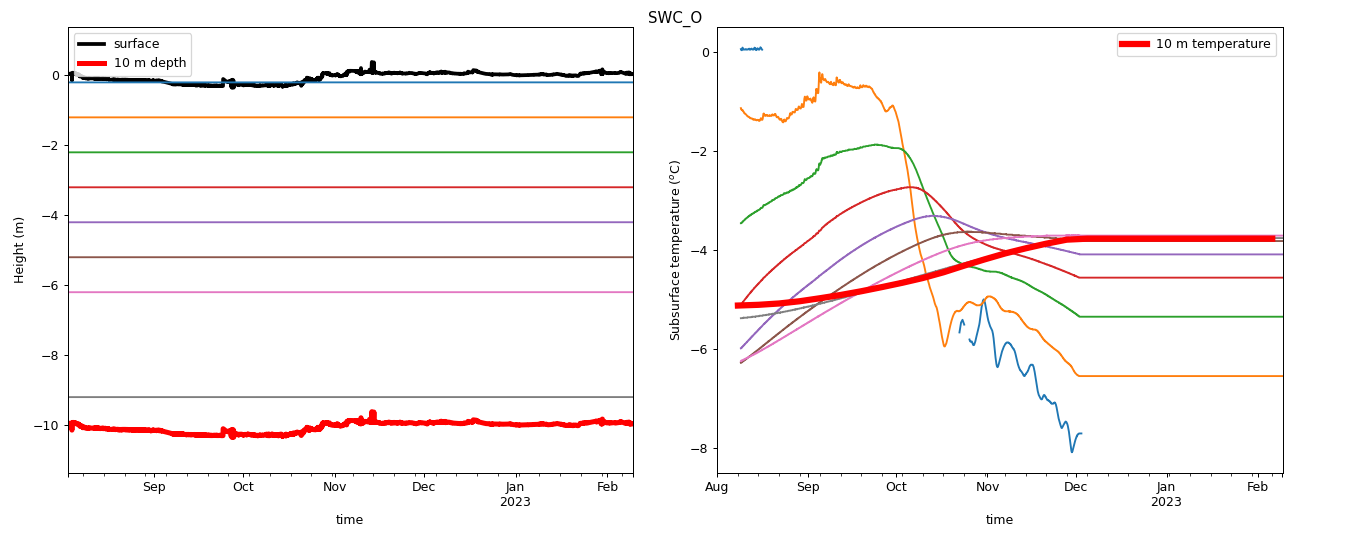 SWC_O
surface
10 m depth
Height (m)
0
−2
−4
−6
−8
−10
Sep
Oct
Nov
Dec
Jan
2023
Feb
time
10 m temperature
Subsurface temperature (°C)
0
−2
−4
−6
−8
Aug
Sep
Oct
Nov
Dec
Jan
2023
Feb
time